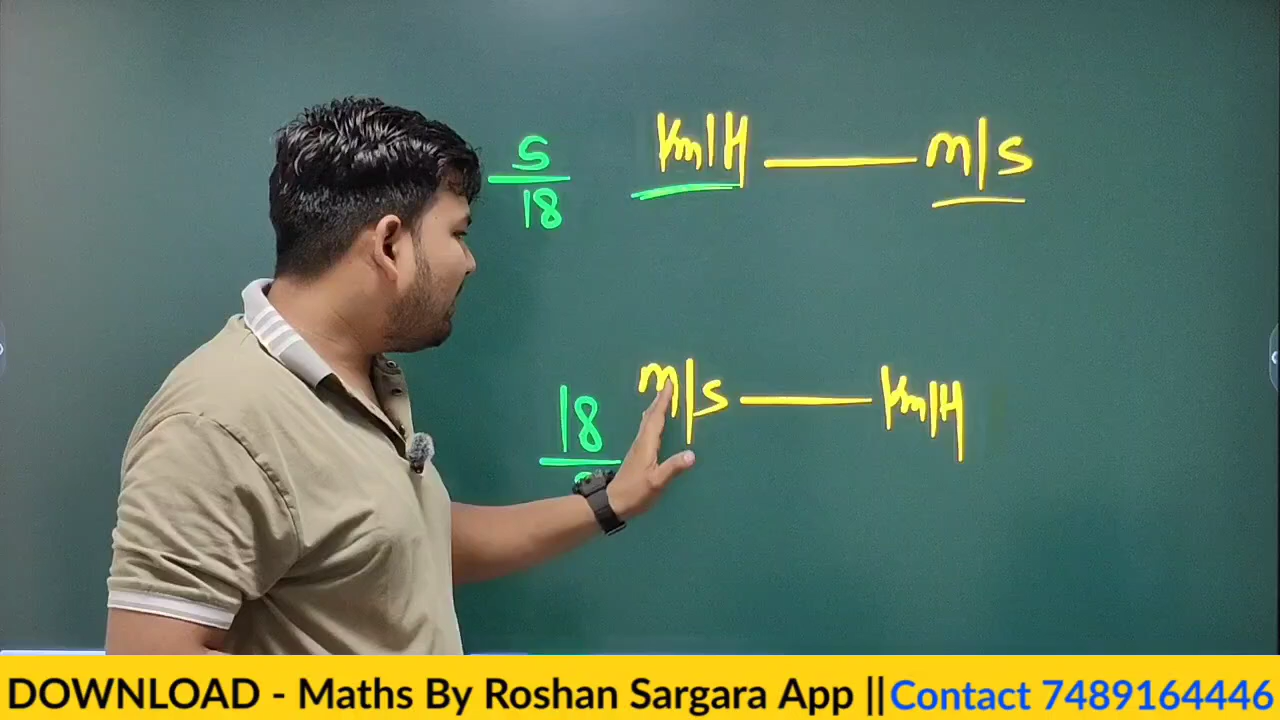 5/18 Km/H — m/s
18 m/s — Km/H
DOWNLOAD - Maths By Roshan Sargara App || Contact 7489164446